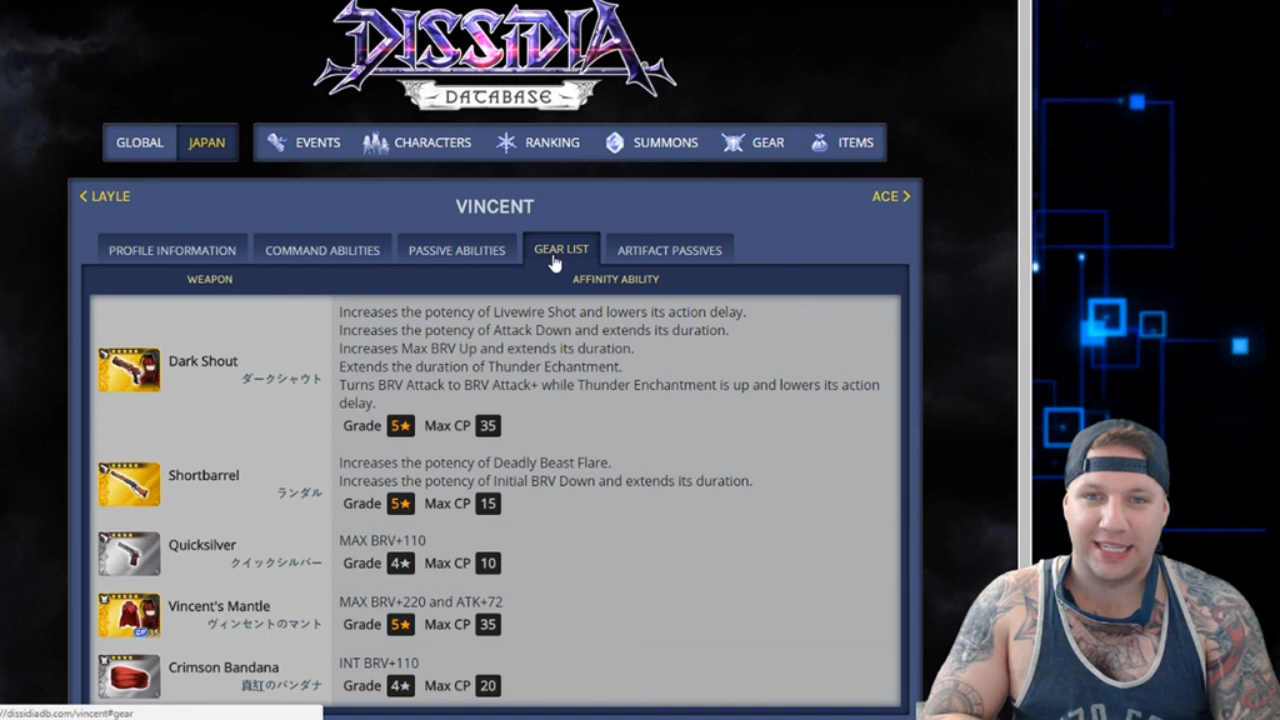 DISSIDIA
DATABASE
GLOBAL JAPAN EVENTS CHARACTERS RANKING SUMMONS GEAR ITEMS
< LAYLE VINCENT ACE >
PROFILE INFORMATION COMMAND ABILITIES PASSIVE ABILITIES GEAR LIST ARTIFACT PASSIVES
WEAPON AFFINITY ABILITY
Dark Shout
ダークシャウト
Increases the potency of Livewire Shot and lowers its action delay.
Increases the potency of Attack Down and extends its duration.
Increases Max BRV Up and extends its duration.
Extends the duration of Thunder Echantment.
Turns BRV Attack to BRV Attack+ while Thunder Enchantment is up and lowers its action
delay.
Grade 5★ Max CP 35
Shortbarrel
ランダル
Increases the potency of Deadly Beast Flare.
Increases the potency of Initial BRV Down and extends its duration.
Grade 5★ Max CP 15
Quicksilver
クイックシルバー
MAX BRV+110
Grade 4★ Max CP 10
Vincent's Mantle
ヴィンセントのマント
MAX BRV+220 and ATK+72
Grade 5★ Max CP 35
Crimson Bandana
真紅のバンダナ
INT BRV+110
Grade 4★ Max CP 20
//dissidiadb.com/vincent#gear